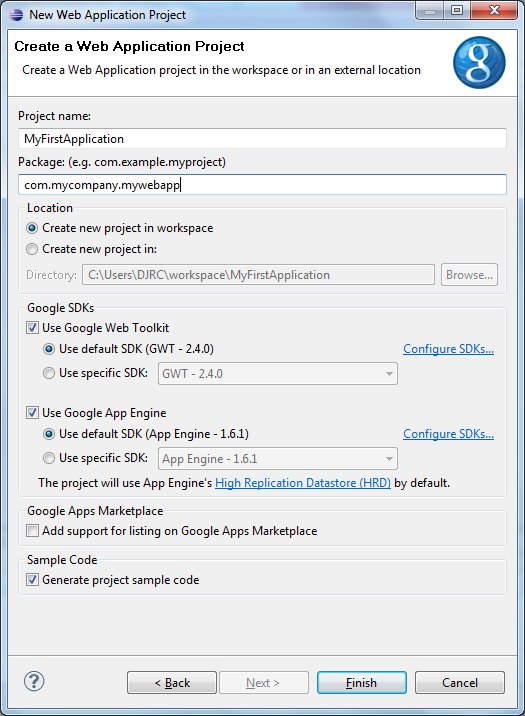 New Web Application Project
Create a Web Application Project
Create a Web Application project in the workspace or in an external location
g
Project name:
MyFirstApplication
Package: (e.g. com.example.myproject)
com.mycompany.mywebapp
Location
Create new project in workspace
Create new project in:
Directory: C:\Users\DJRC\workspace\MyFirstApplication Browse...
Google SDKs
Use Google Web Toolkit
Use default SDK (GWT - 2.4.0) Configure SDKs...
Use specific SDK: GWT - 2.4.0
Use Google App Engine
Use default SDK (App Engine - 1.6.1) Configure SDKs...
Use specific SDK: App Engine - 1.6.1
The project will use App Engine's High Replication Datastore (HRD) by default.
Google Apps Marketplace
Add support for listing on Google Apps Marketplace
Sample Code
Generate project sample code
? < Back Next > Finish Cancel